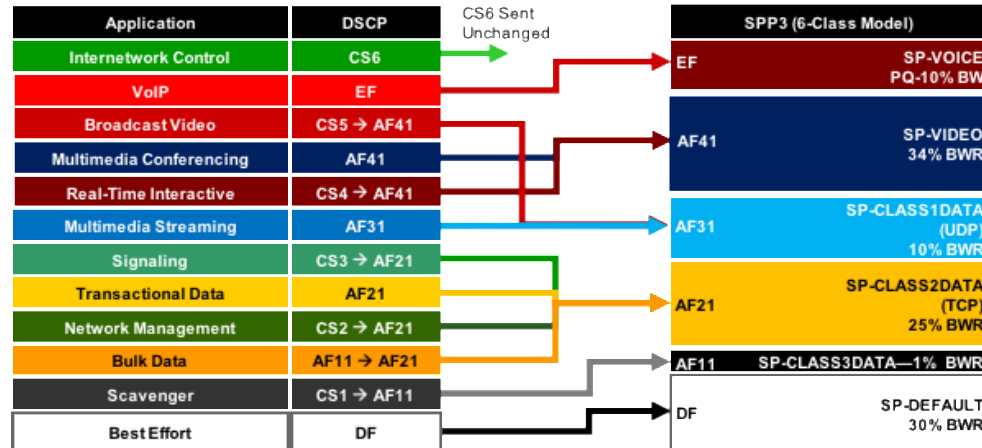 Application DSCP
CS6 Sent
Unchanged
SPP3 (6-Class Model)
Internetwork Control CS6
VoIP EF
Broadcast Video CS5 → AF41
Multimedia Conferencing AF41
Real-Time Interactive CS4 → AF41
Multimedia Streaming AF31
Signaling CS3 → AF21
Transactional Data AF21
Network Management CS2 → AF21
Bulk Data AF11 → AF21
Scavenger CS1 → AF11
Best Effort DF
EF SP-VOICE
PQ-10% BW
AF41 SP-VIDEO
34% BWR
AF31 SP-CLASS1DATA
(UDP)
10% BWR
AF21 SP-CLASS2DATA
(TCP)
25% BWR
AF11 SP-CLASS3DATA—1% BWR
DF SP-DEFAULT
30% BWR